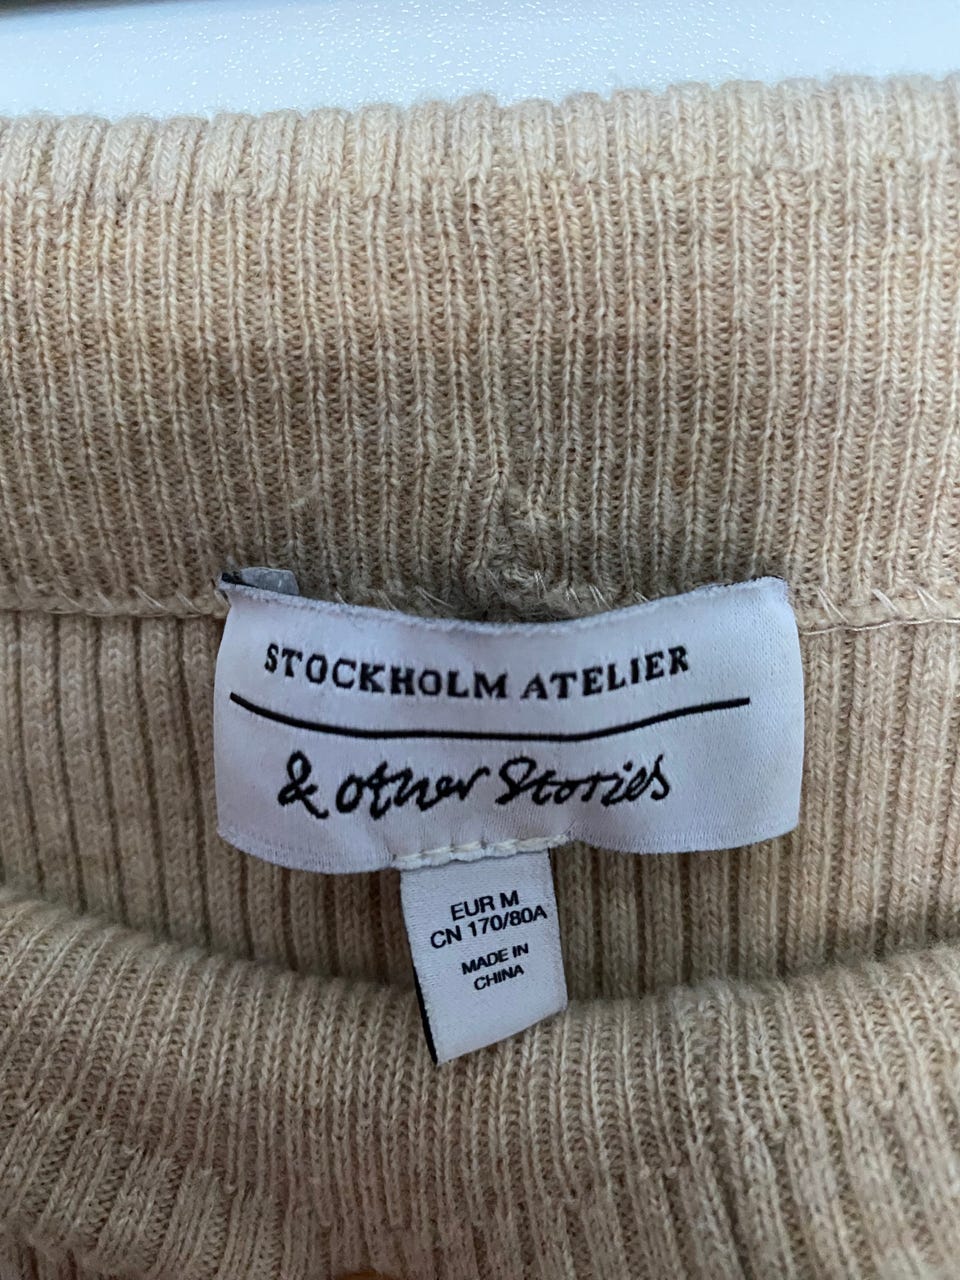 STOCKHOLM ATELIER
& other Stories
EUR M
CN 170/80A
MADE IN
CHINA